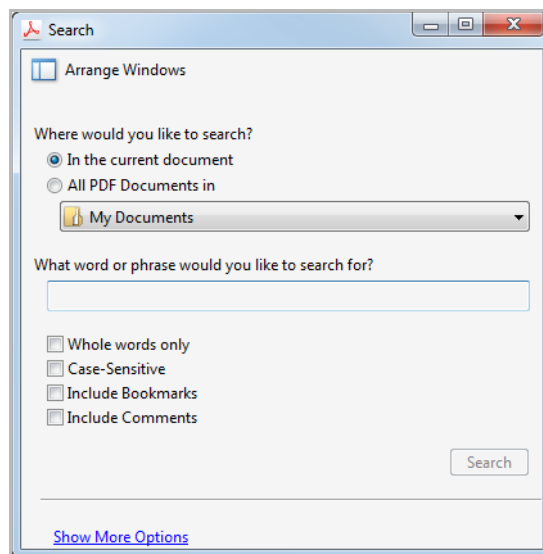 Search
Arrange Windows
Where would you like to search?
In the current document
All PDF Documents in
My Documents
What word or phrase would you like to search for?
Whole words only
Case-Sensitive
Include Bookmarks
Include Comments
Search
Show More Options